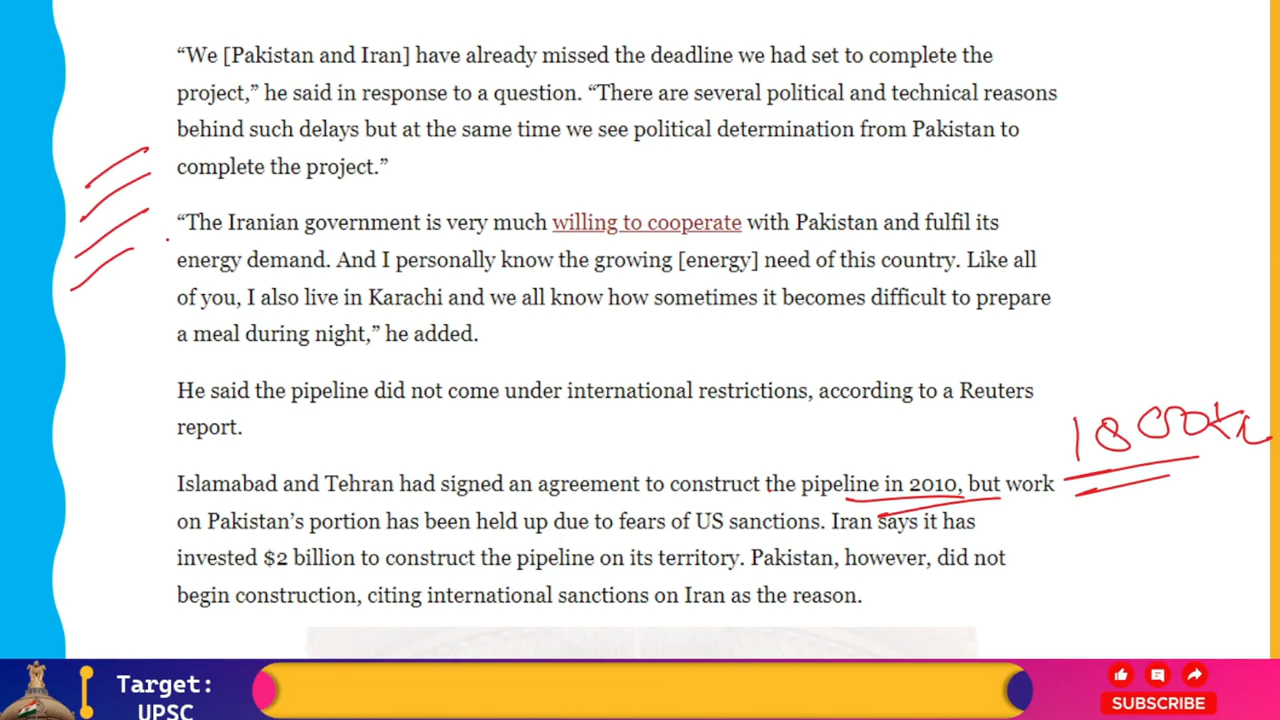 “We [Pakistan and Iran] have already missed the deadline we had set to complete the
project,” he said in response to a question. “There are several political and technical reasons
behind such delays but at the same time we see political determination from Pakistan to
complete the project.”
“The Iranian government is very much willing to cooperate with Pakistan and fulfil its
energy demand. And I personally know the growing [energy] need of this country. Like all
of you, I also live in Karachi and we all know how sometimes it becomes difficult to prepare
a meal during night,” he added.
He said the pipeline did not come under international restrictions, according to a Reuters
report.
1800
Islamabad and Tehran had signed an agreement to construct the pipeline in 2010, but work
on Pakistan’s portion has been held up due to fears of US sanctions. Iran says it has
invested $2 billion to construct the pipeline on its territory. Pakistan, however, did not
begin construction, citing international sanctions on Iran as the reason.
Target:
UPSC
SUBSCRIBE